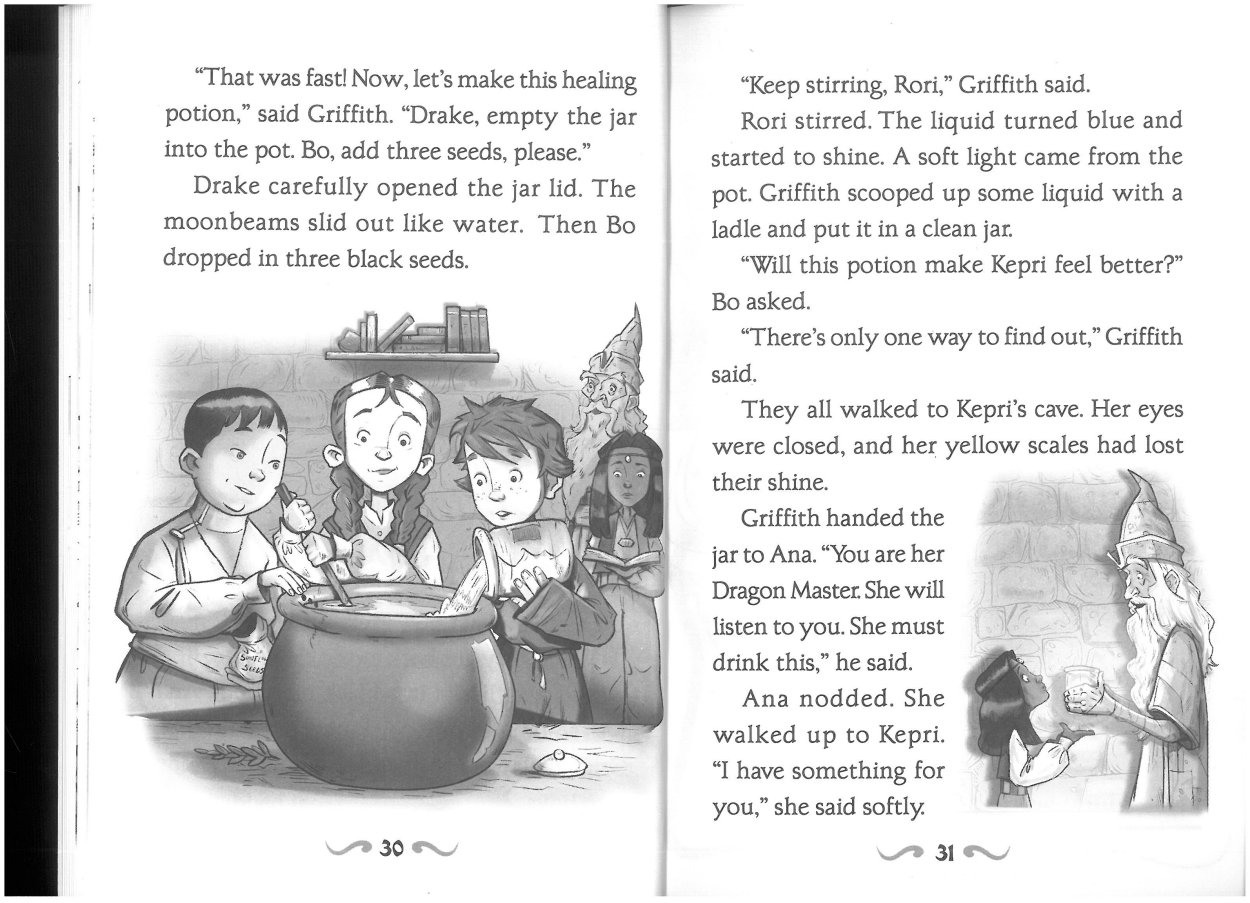 “That was fast! Now, let’s make this healing
potion,” said Griffith. “Drake, empty the jar
into the pot. Bo, add three seeds, please.”
Drake carefully opened the jar lid. The
moonbeams slid out like water. Then Bo
dropped in three black seeds.
SEEDS
30
“Keep stirring, Rori,” Griffith said.
Rori stirred. The liquid turned blue and
started to shine. A soft light came from the
pot. Griffith scooped up some liquid with a
ladle and put it in a clean jar.
“Will this potion make Kepri feel better?”
Bo asked.
“There’s only one way to find out,” Griffith
said.
They all walked to Kepri’s cave. Her eyes
were closed, and her yellow scales had lost
their shine.
Griffith handed the
jar to Ana. “You are her
Dragon Master. She will
listen to you. She must
drink this,” he said.
Ana nodded. She
walked up to Kepri.
“I have something for
you,” she said softly.
31